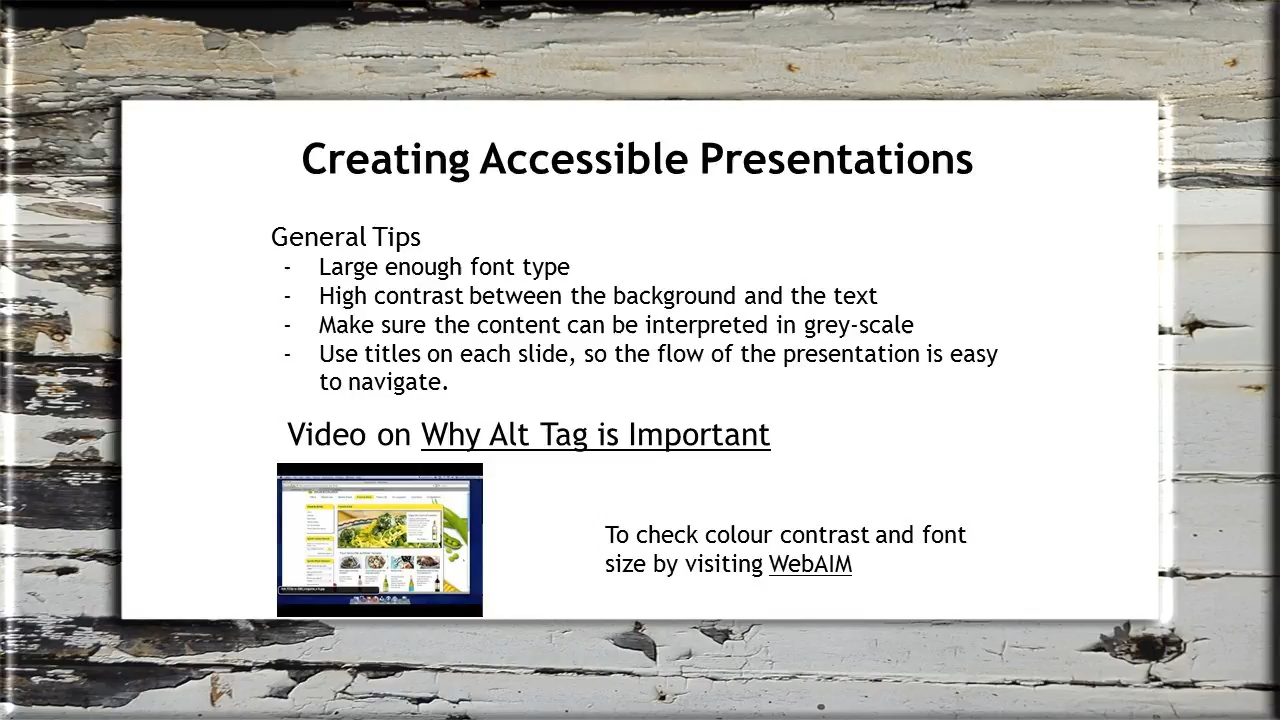 Creating Accessible Presentations
General Tips
- Large enough font type
- High contrast between the background and the text
- Make sure the content can be interpreted in grey-scale
- Use titles on each slide, so the flow of the presentation is easy
to navigate.
Video on Why Alt Tag is Important
To check colour contrast and font
size by visiting WebAIM